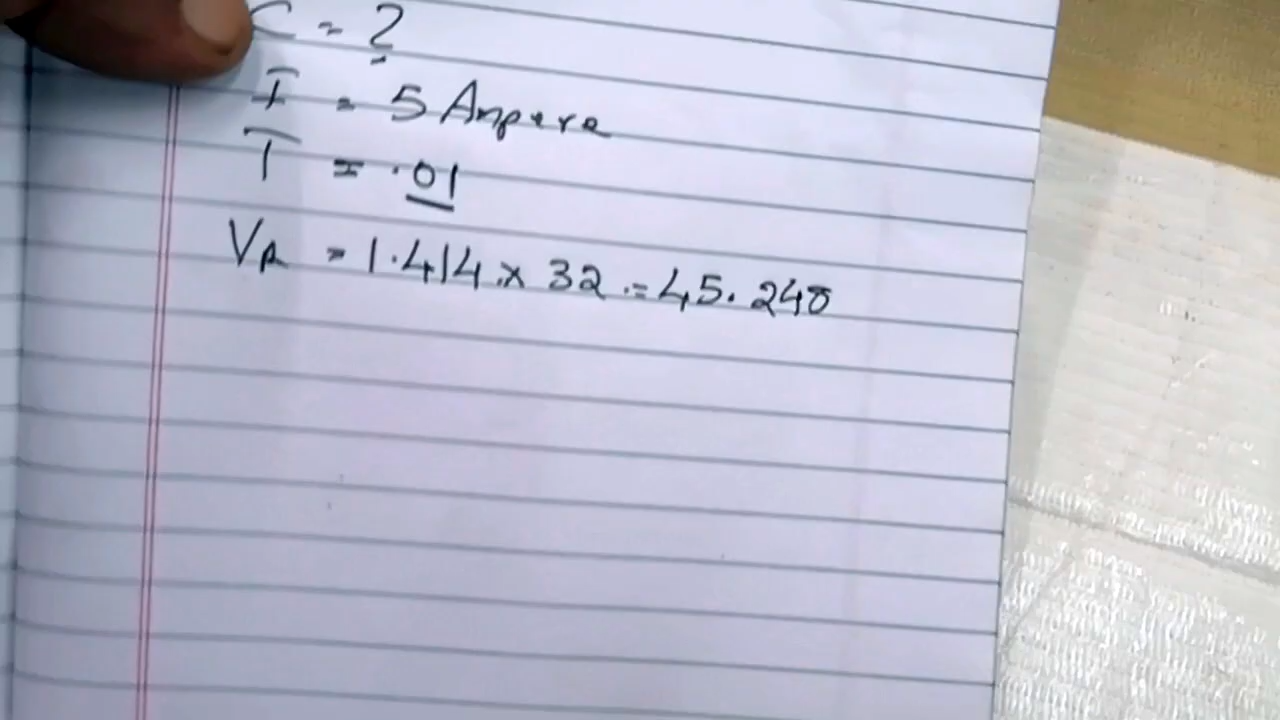 C = ?
I = 5 Ampere
T = .01
VR = 1.414 x 32 = 45.248